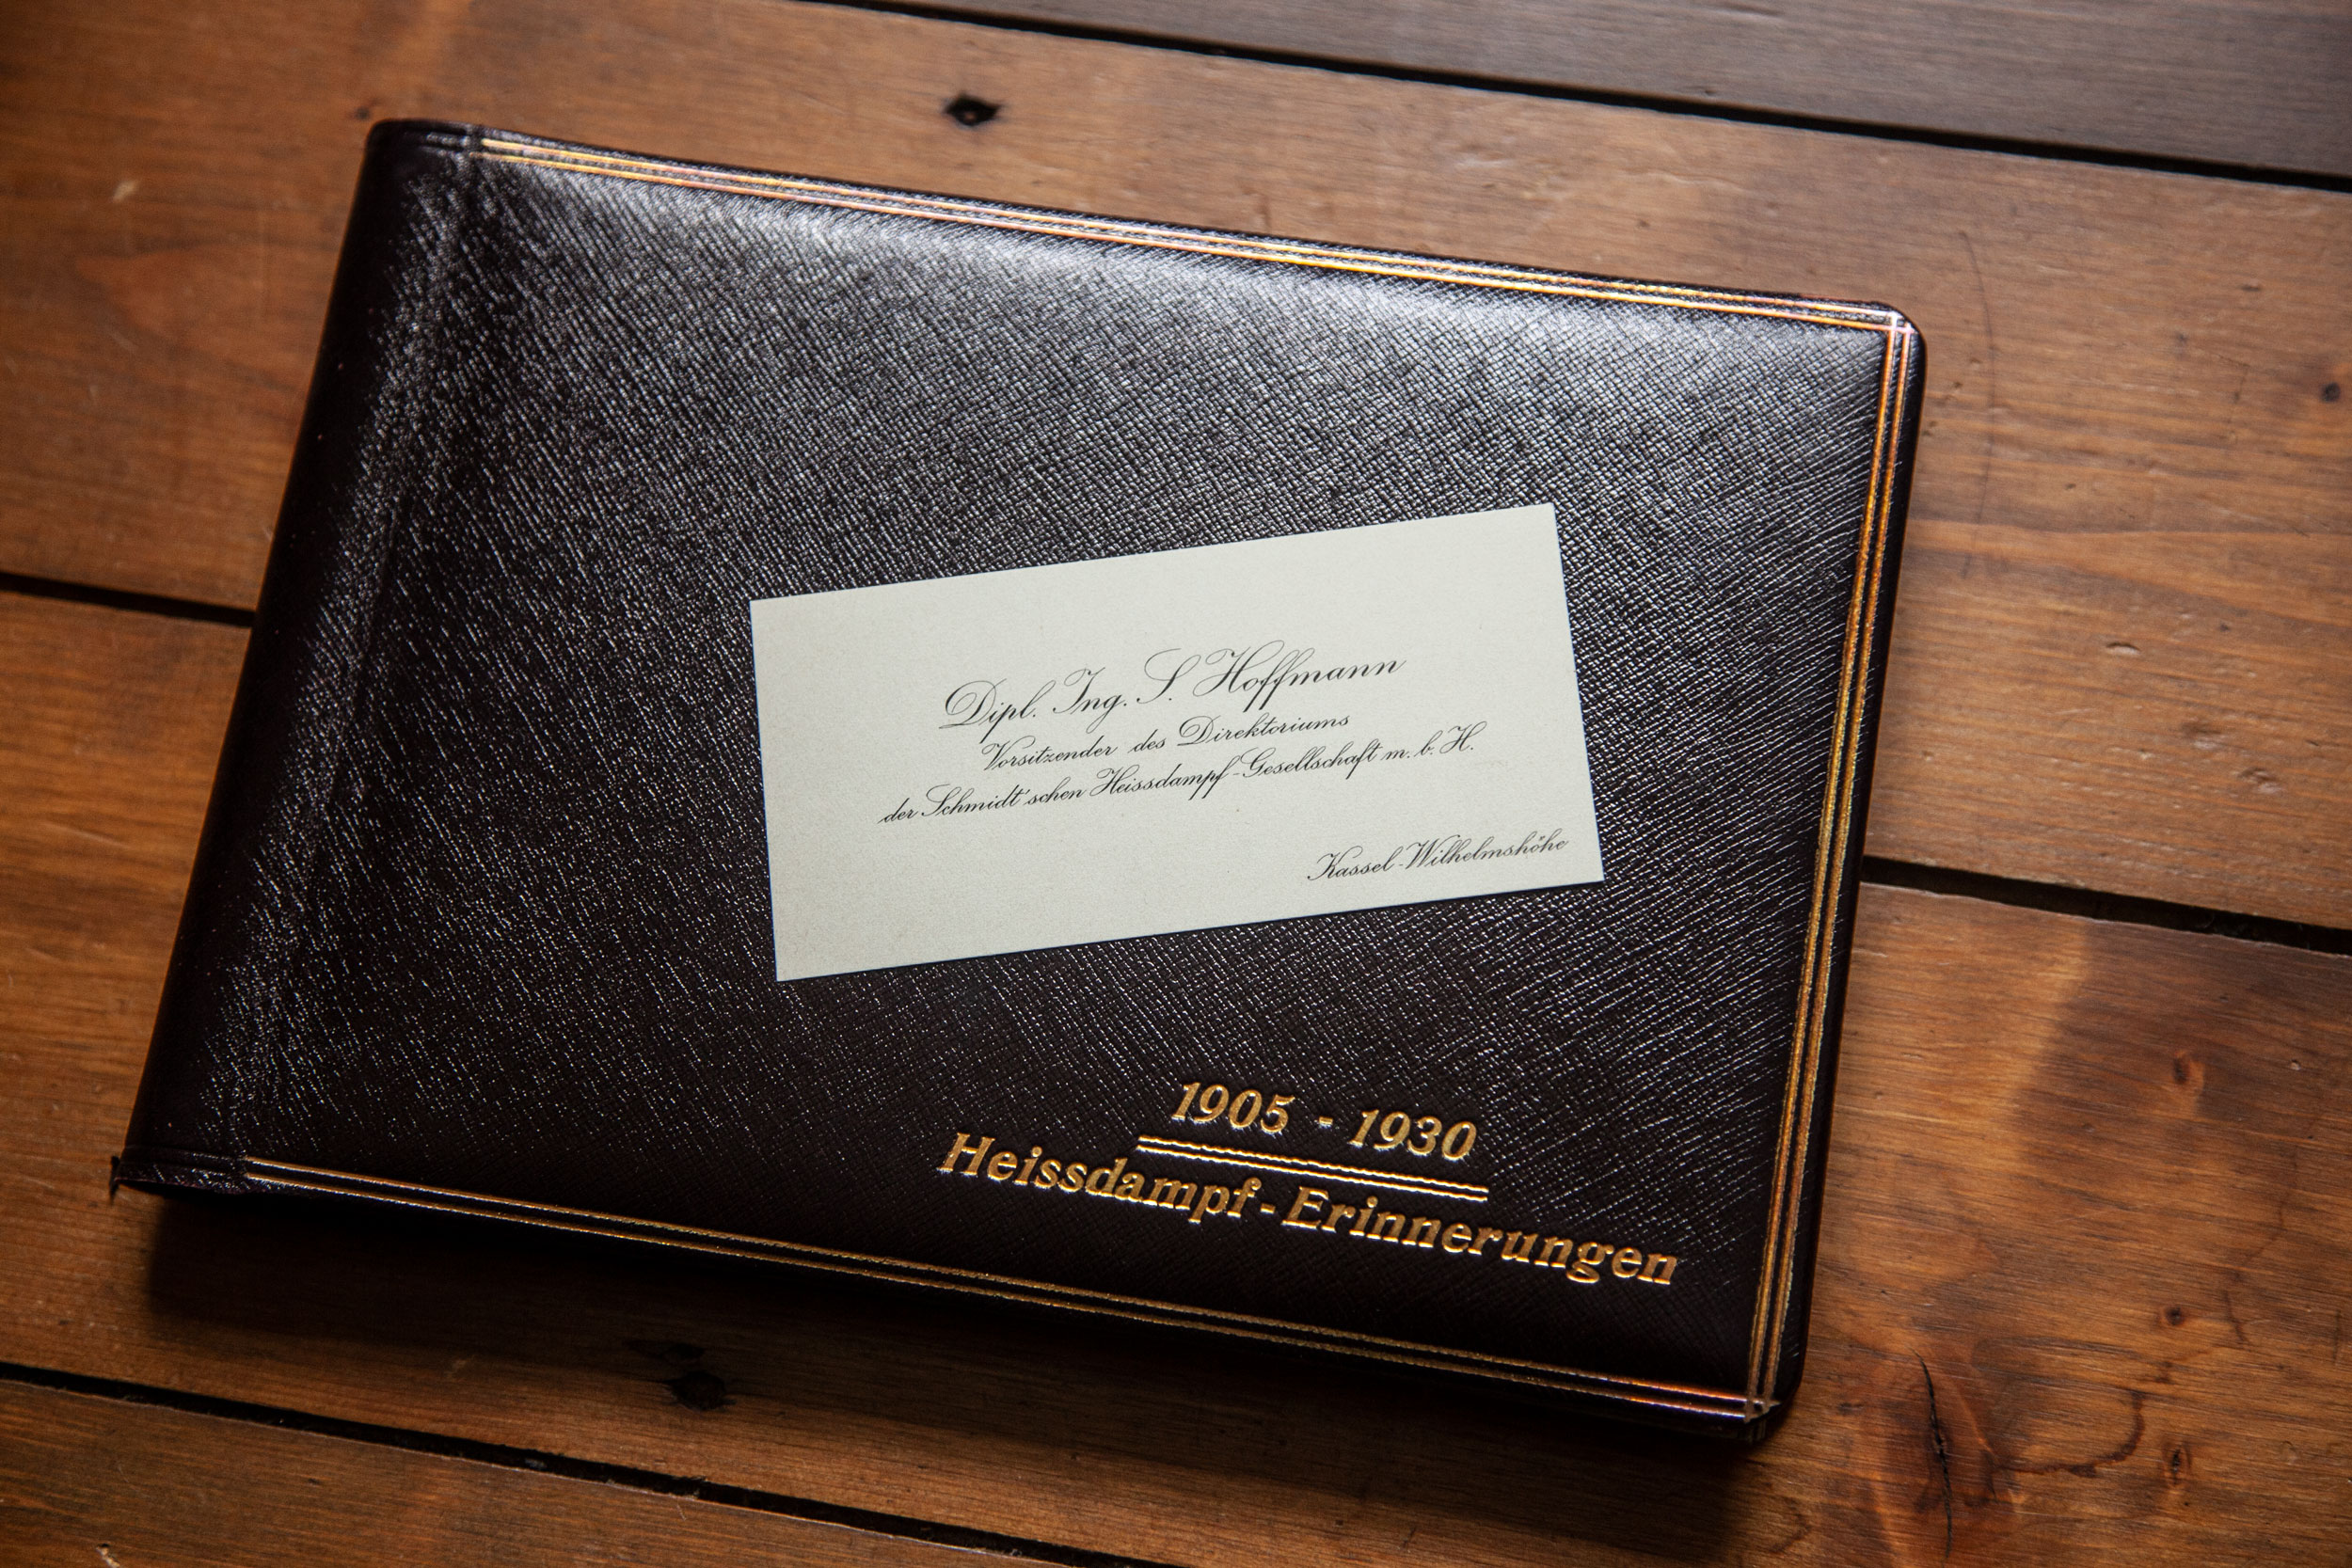 Dipl. Ing. S. Hoffmann
Vorsitzender des Direktoriums
der Schmidt'schen Heissdampf-Gesellschaft m. b. H.
Kassel-Wilhelmshöhe
1905 - 1930
Heissdampf-Erinnerungen